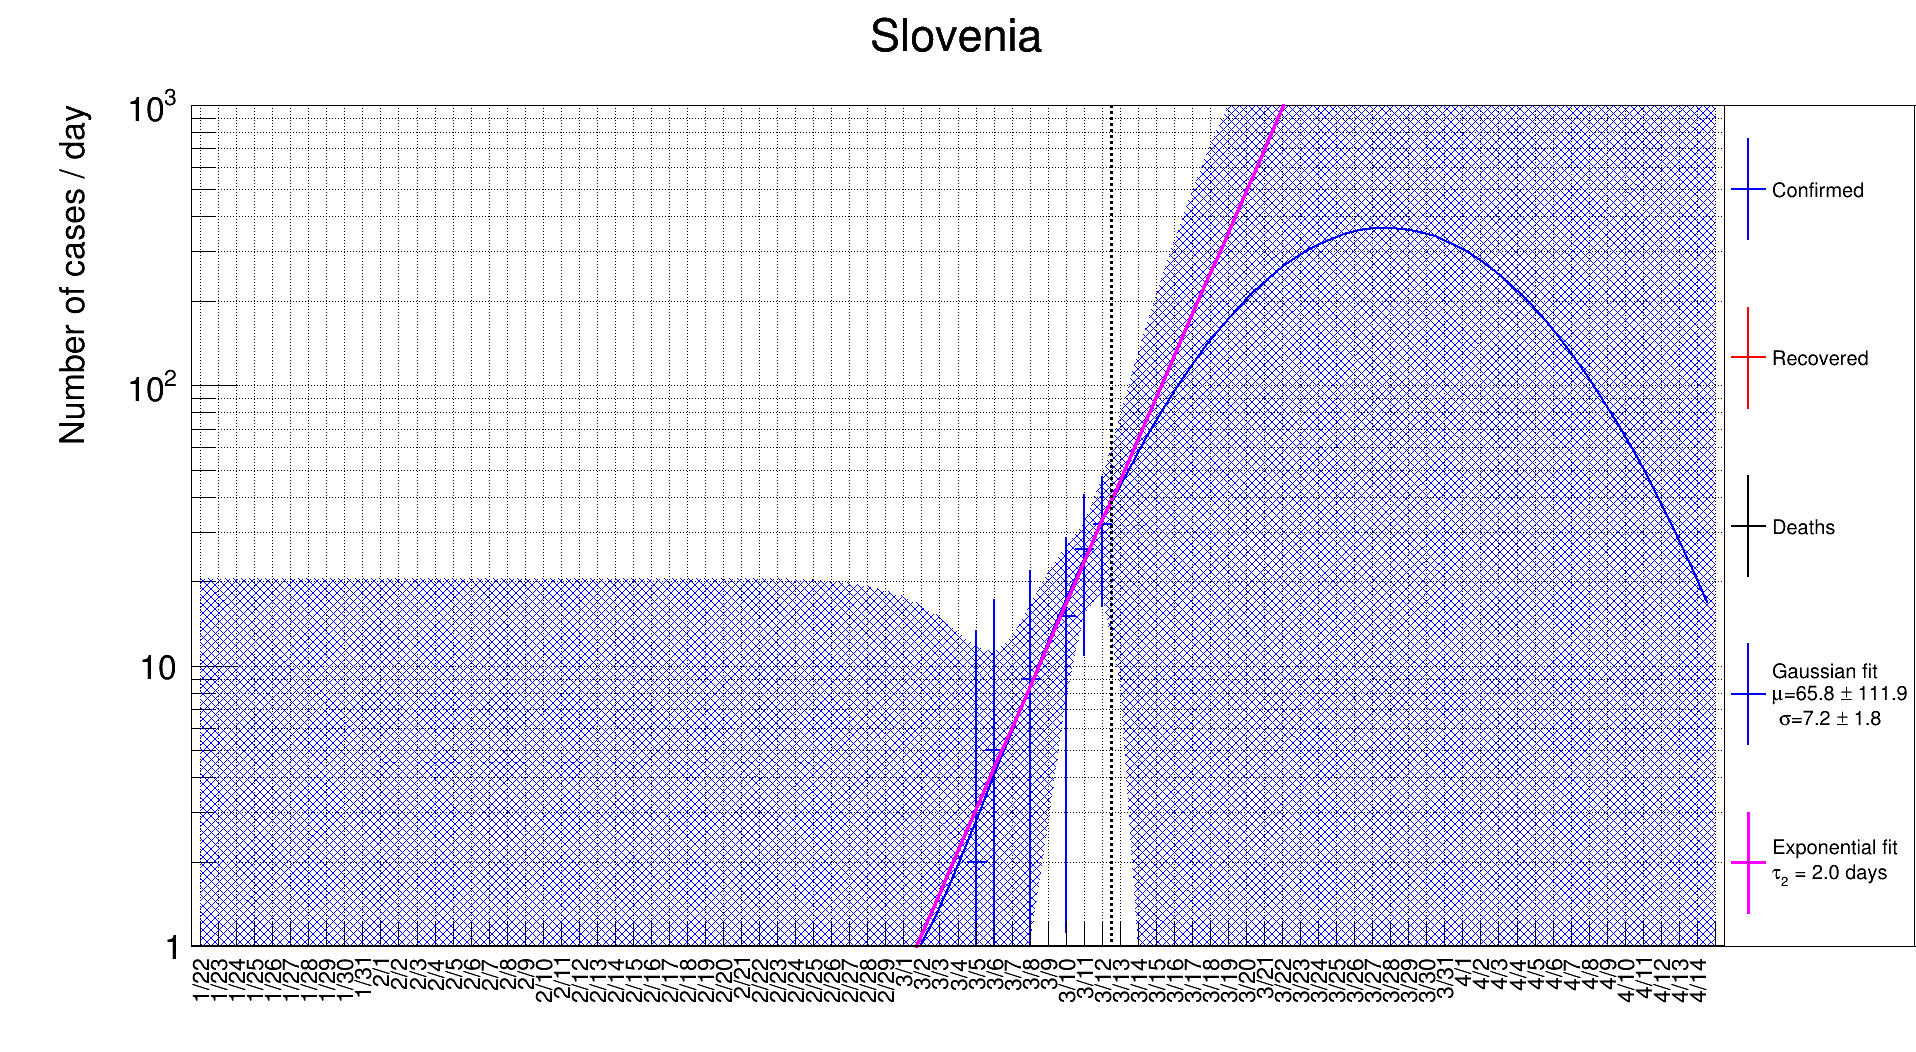 Slovenia
Number of cases / day
10³
10²
10
1
1/22 1/23 1/24 1/25 1/26 1/27 1/28 1/29 1/30 1/31 2/1 2/2 2/3 2/4 2/5 2/6 2/7 2/8 2/9 2/10 2/11 2/12 2/13 2/14 2/15 2/16 2/17 2/18 2/19 2/20 2/21 2/22 2/23 2/24 2/25 2/26 2/27 2/28 2/29 3/1 3/2 3/3 3/4 3/5 3/6 3/7 3/8 3/9 3/10 3/11 3/12 3/13 3/14 3/15 3/16 3/17 3/18 3/19 3/20 3/21 3/22 3/23 3/24 3/25 3/26 3/27 3/28 3/29 3/30 3/31 4/1 4/2 4/3 4/4 4/5 4/6 4/7 4/8 4/9 4/10 4/11 4/12 4/13 4/14
Confirmed
Recovered
Deaths
Gaussian fit
μ=65.8 ± 111.9
σ=7.2 ± 1.8
Exponential fit
τ₂ = 2.0 days